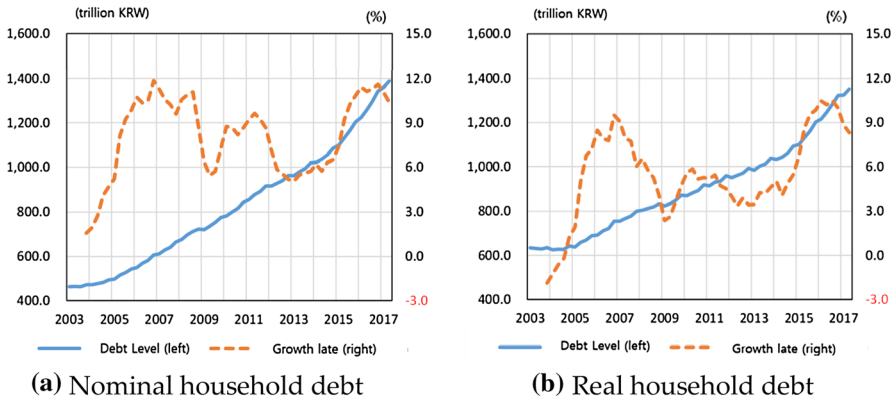 (trillion KRW) (%)
1,600.0 15.0
1,400.0 12.0
1,200.0 9.0
1,000.0 6.0
800.0 3.0
600.0 0.0
400.0 -3.0
2003 2005 2007 2009 2011 2013 2015 2017
Debt Level (left) Growth late (right)
(a) Nominal household debt
(trillion KRW) (%)
1,600.0 15.0
1,400.0 12.0
1,200.0 9.0
1,000.0 6.0
800.0 3.0
600.0 0.0
400.0 -3.0
2003 2005 2007 2009 2011 2013 2015 2017
Debt Level (left) Growth late (right)
(b) Real household debt